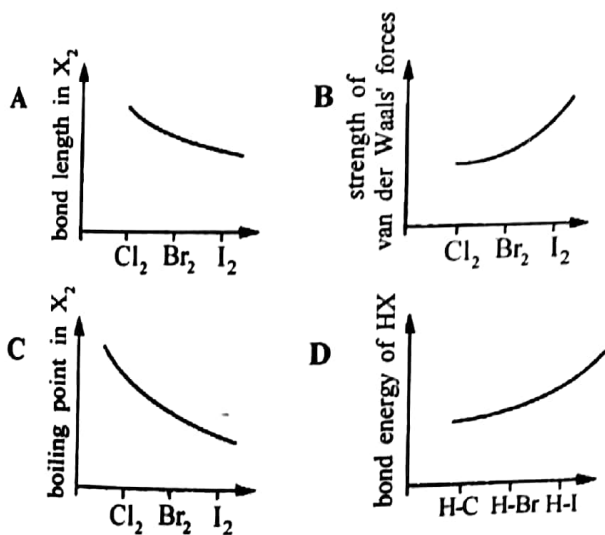 A
bond length in X₂
Cl₂ Br₂ I₂
B
strength of
van der Waals' forces
Cl₂ Br₂ I₂
C
boiling point in X₂
Cl₂ Br₂ I₂
D
bond energy of HX
H-C H-Br H-I